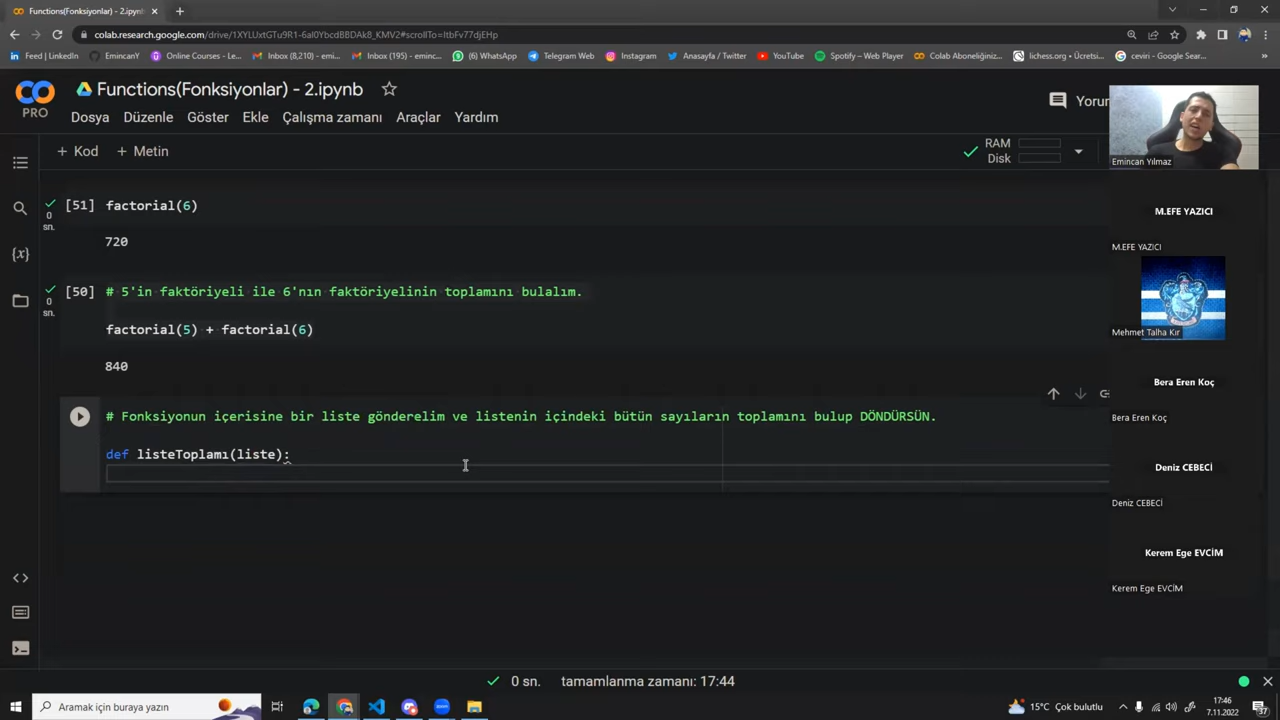 Functions(Fonksiyonlar) - 2.ipynb
colab.research.google.com/drive/
Feed | LinkedIn
EmincanY
Online Courses - Le...
Inbox (8,210) - emi...
Inbox (195) - eminc...
(6) WhatsApp
Telegram Web
Instagram
Anasayfa / Twitter
YouTube
Spotify – Web Player
Colab Aboneliğiniz...
lichess.org • Ücretsi...
ceviri - Google Sear...
PRO
Functions(Fonksiyonlar) - 2.ipynb
Yorum
Dosya Düzenle Göster Ekle Çalışma zamanı Araçlar Yardım
+ Kod + Metin
RAM
Disk
Emincan Yılmaz
[51] factorial(6)
0
sn.
720
[50] # 5'in faktöriyeli ile 6'nın faktöriyelinin toplamını bulalım.
0
sn.
factorial(5) + factorial(6)
840
# Fonksiyonun içerisine bir liste gönderelim ve listenin içindeki bütün sayıların toplamını bulup DÖNDÜRSÜN.
def listeToplamı(liste):
M.EFE YAZICI
M.EFE YAZICI
Mehmet Talha Kır
Bera Eren Koç
Bera Eren Koç
Deniz CEBECİ
Deniz CEBECİ
Kerem Ege EVCİM
Kerem Ege EVCİM
0 sn. tamamlanma zamanı: 17:44
Aramak için buraya yazın
15°C Çok bulutlu
17:46
7.11.2022
37